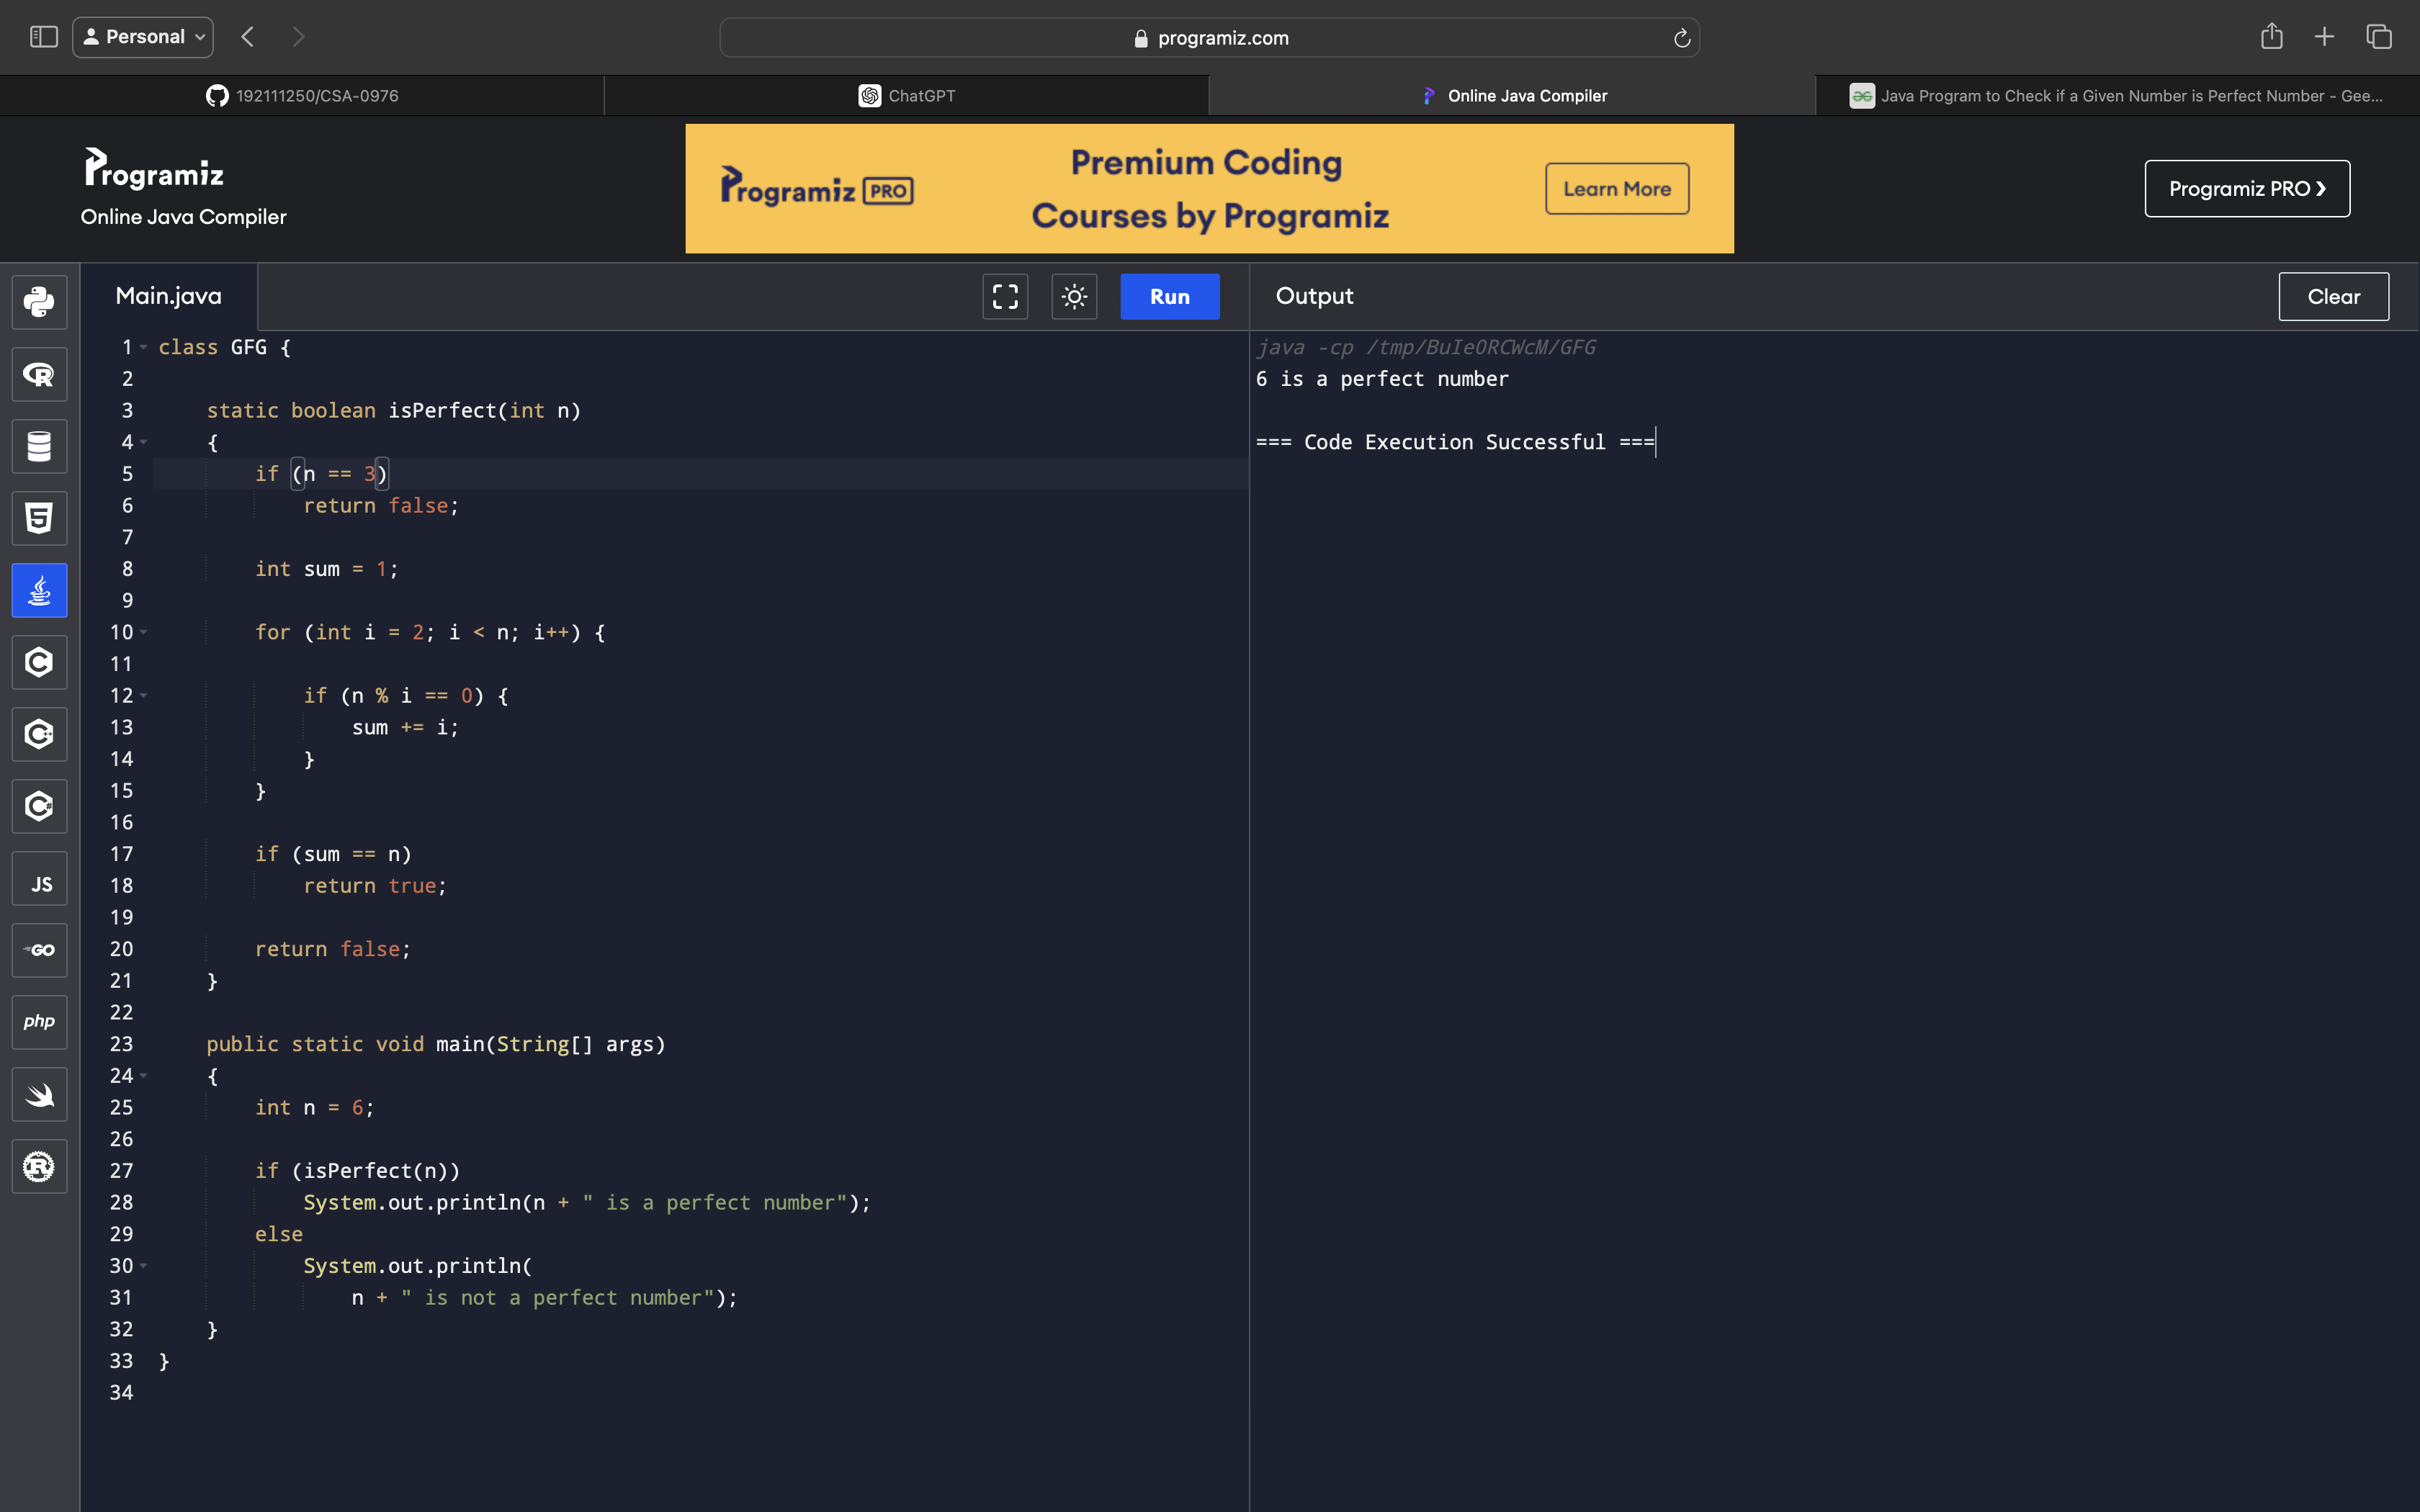 Personal
programiz.com
192111250/CSA-0976
ChatGPT
Online Java Compiler
Java Program to Check if a Given Number is Perfect Number - Gee...
Programiz
Online Java Compiler
Programiz PRO
Premium Coding
Courses by Programiz
Learn More
Programiz PRO ❯
Main.java
Run
Output
Clear
1 class GFG {
2
3     static boolean isPerfect(int n)
4     {
5         if (n == 3)
6             return false;
7
8         int sum = 1;
9
10         for (int i = 2; i < n; i++) {
11
12             if (n % i == 0) {
13                 sum += i;
14             }
15         }
16
17         if (sum == n)
18             return true;
19
20         return false;
21     }
22
23     public static void main(String[] args)
24     {
25         int n = 6;
26
27         if (isPerfect(n))
28             System.out.println(n + " is a perfect number");
29         else
30             System.out.println(
31                 n + " is not a perfect number");
32     }
33 }
34
java -cp /tmp/BuIe0RCWcM/GFG
6 is a perfect number
=== Code Execution Successful ===
R
5
C
C++
C#
JS
GO
php
R